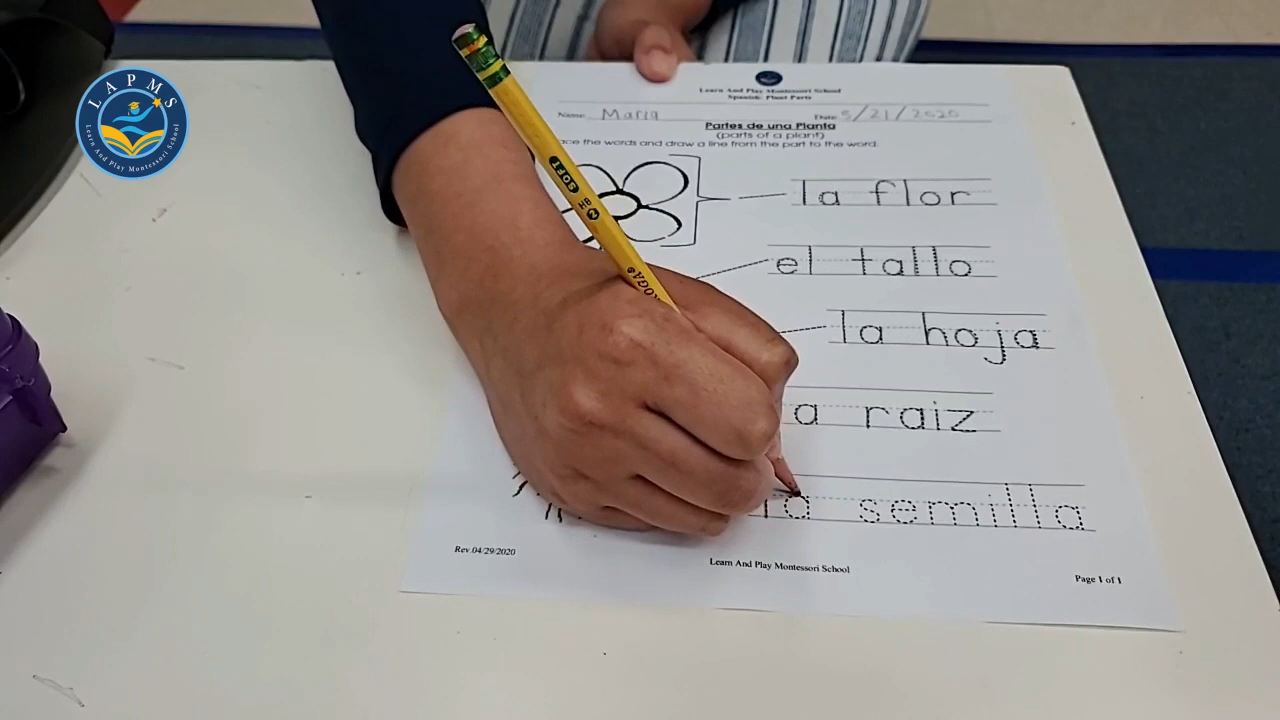 LAPMS
Learn And Play Montessori School
Learn And Play Montessori School
Spanish: Plant Parts
Name: Maria Date: 5/21/2020
Partes de una Planta
(parts of a plant)
ace the words and draw a line from the part to the word.
SOFT
HB 2
la flor
el tallo
la hoja
a raiz
la semilla
Rev.04/29/2020
Learn And Play Montessori School
Page 1 of 1